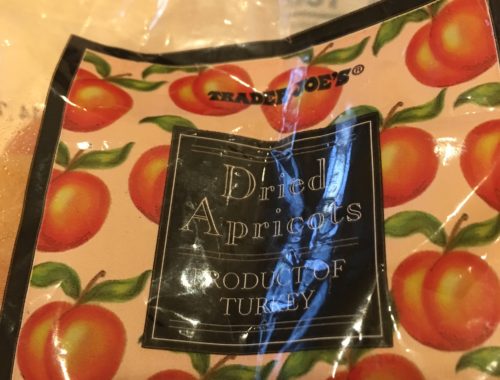 TRADER JOE'S®
Dried
Apricots
PRODUCT OF
TURKEY